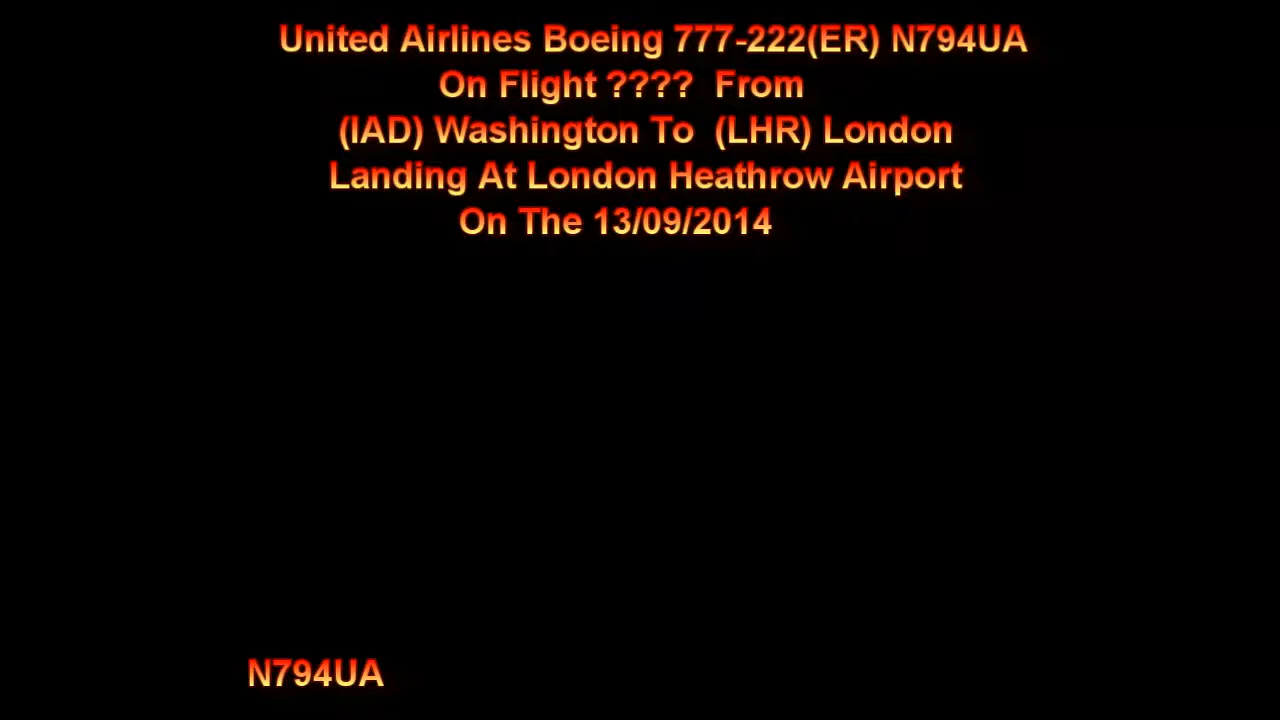 United Airlines Boeing 777-222(ER) N794UA
On Flight ????  From
(IAD) Washington To  (LHR) London
Landing At London Heathrow Airport
On The 13/09/2014
N794UA